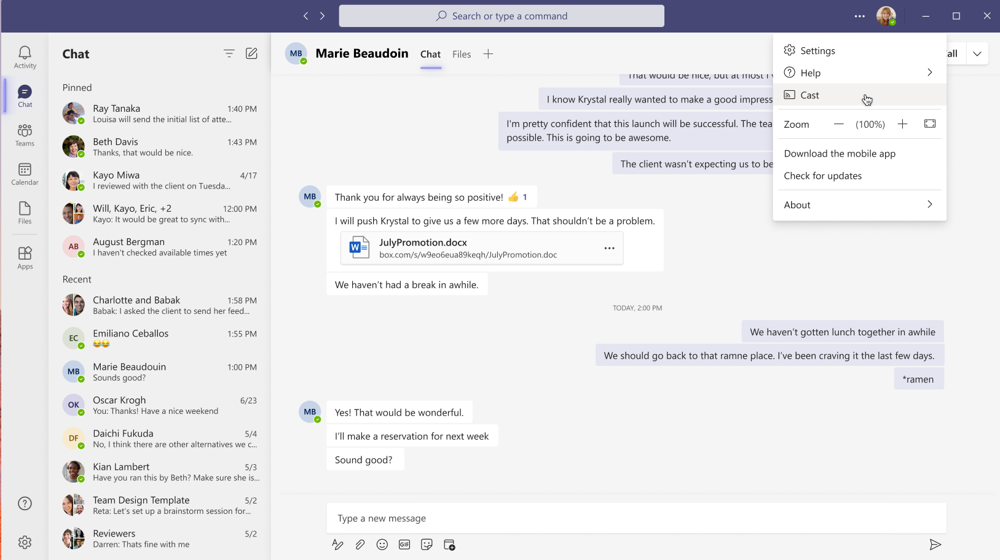 Search or type a command
Activity
Chat
Teams
Calendar
Files
Apps
Chat
Pinned
Ray Tanaka 1:40 PM
Louisa will send the initial list of atte...
Beth Davis 1:43 PM
Thanks, that would be nice.
Kayo Miwa 4/17
I reviewed with the client on Tuesda...
Will, Kayo, Eric, +2 12:00 PM
Kayo: It would be great to sync with...
AB August Bergman 1:20 PM
I haven't checked available times yet
Recent
Charlotte and Babak 1:58 PM
Babak: I asked the client to send her feed...
EC Emiliano Ceballos 1:55 PM
😂😂
MB Marie Beaudouin 1:00 PM
Sounds good?
OK Oscar Krogh 6/23
You: Thanks! Have a nice weekend
DF Daichi Fukuda 5/4
No, I think there are other alternatives we c...
Kian Lambert 5/3
Have you ran this by Beth? Make sure she is...
Team Design Template 5/2
Reta: Let's set up a brainstorm session for...
Reviewers 5/2
Darren: Thats fine with me
MB Marie Beaudoin Chat Files
all
That would be nice, but at most I
I know Krystal really wanted to make a good impress
I'm pretty confident that this launch will be successful. The tea
possible. This is going to be awesome.
The client wasn't expecting us to be
MB Thank you for always being so positive! 👍 1
I will push Krystal to give us a few more days. That shouldn't be a problem.
JulyPromotion.docx
box.com/s/w9eo6eua89keqh/JulyPromotion.doc
We haven't had a break in awhile.
TODAY, 2:00 PM
We haven't gotten lunch together in awhile
We should go back to that ramne place. I've been craving it the last few days.
*ramen
MB Yes! That would be wonderful.
I'll make a reservation for next week
Sound good?
Type a new message
GIF
Settings
Help
Cast
Zoom — (100%) +
Download the mobile app
Check for updates
About